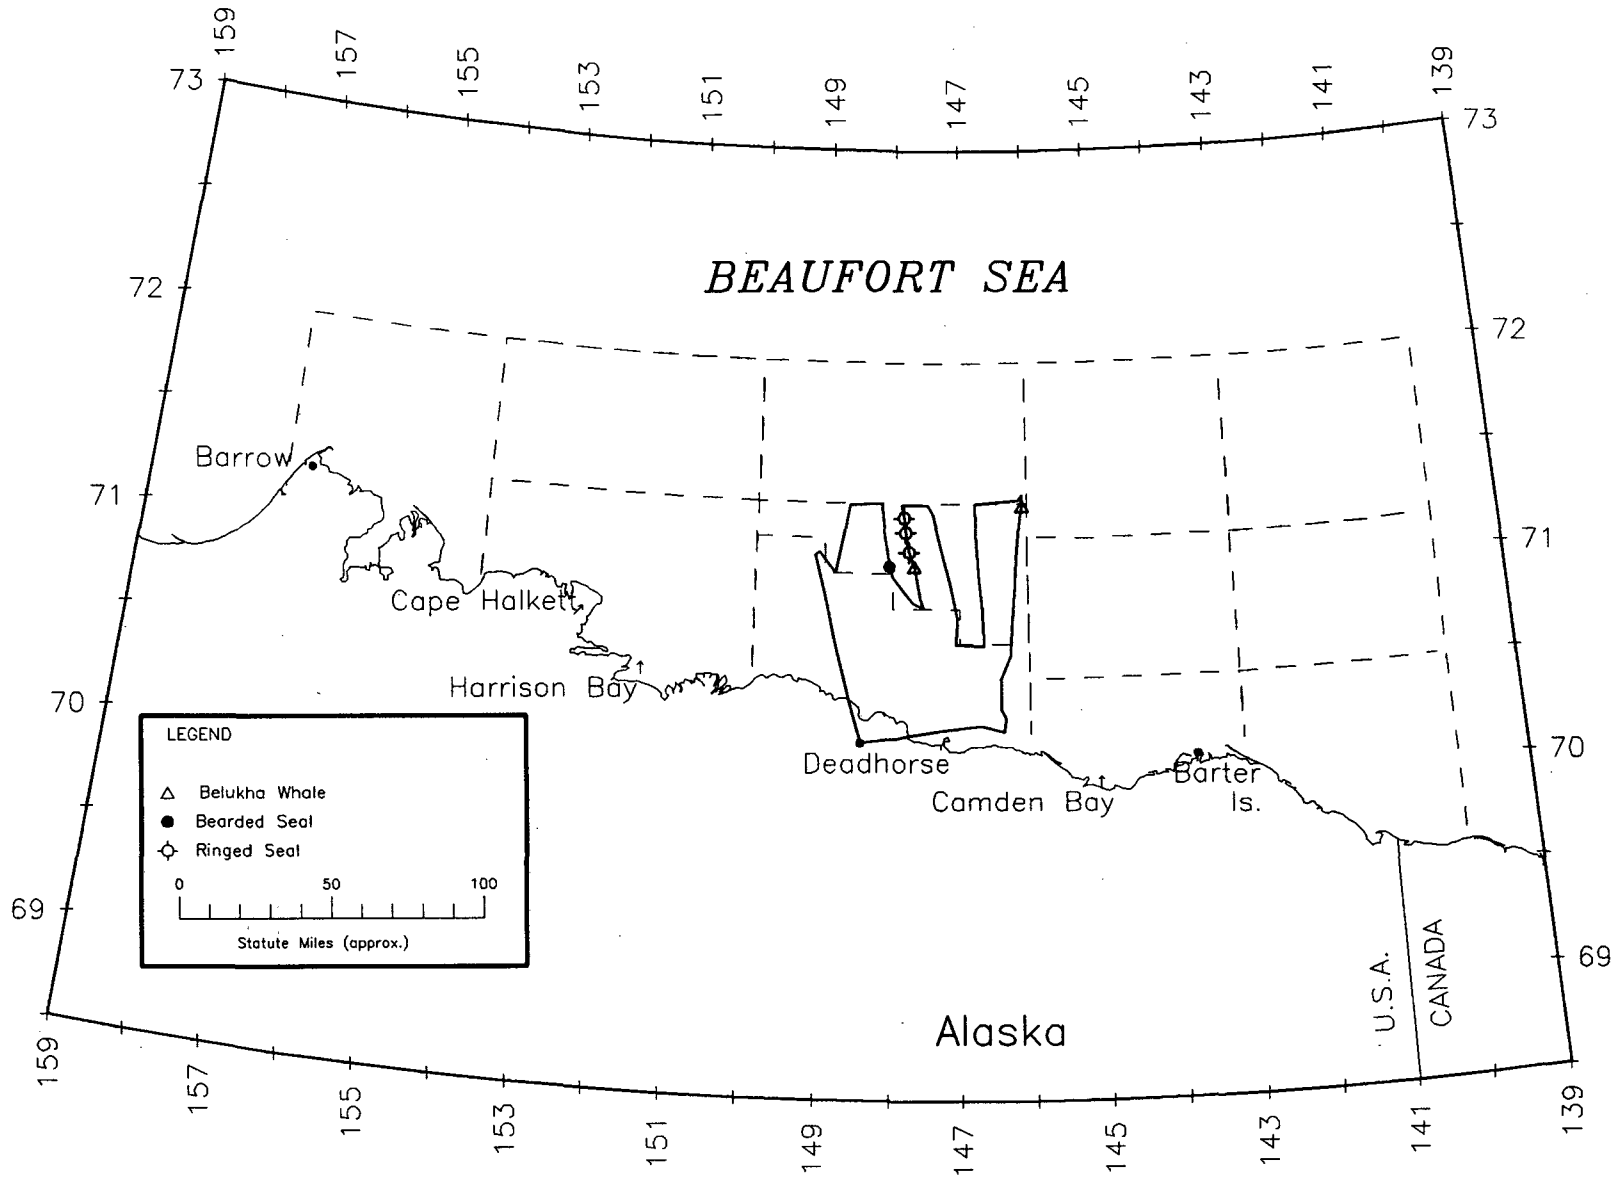 159 157 155 153 151 149 147 145 143 141 139
73 73
BEAUFORT SEA
72 72
Barrow
71 71
Cape Halkett
Harrison Bay
70 70
Deadhorse
Camden Bay
Barter
Is.
LEGEND
Belukha Whale
Bearded Seal
Ringed Seal
0 50 100
Statute Miles (approx.)
69 69
U.S.A.
CANADA
Alaska
159 157 155 153 151 149 147 145 143 141 139